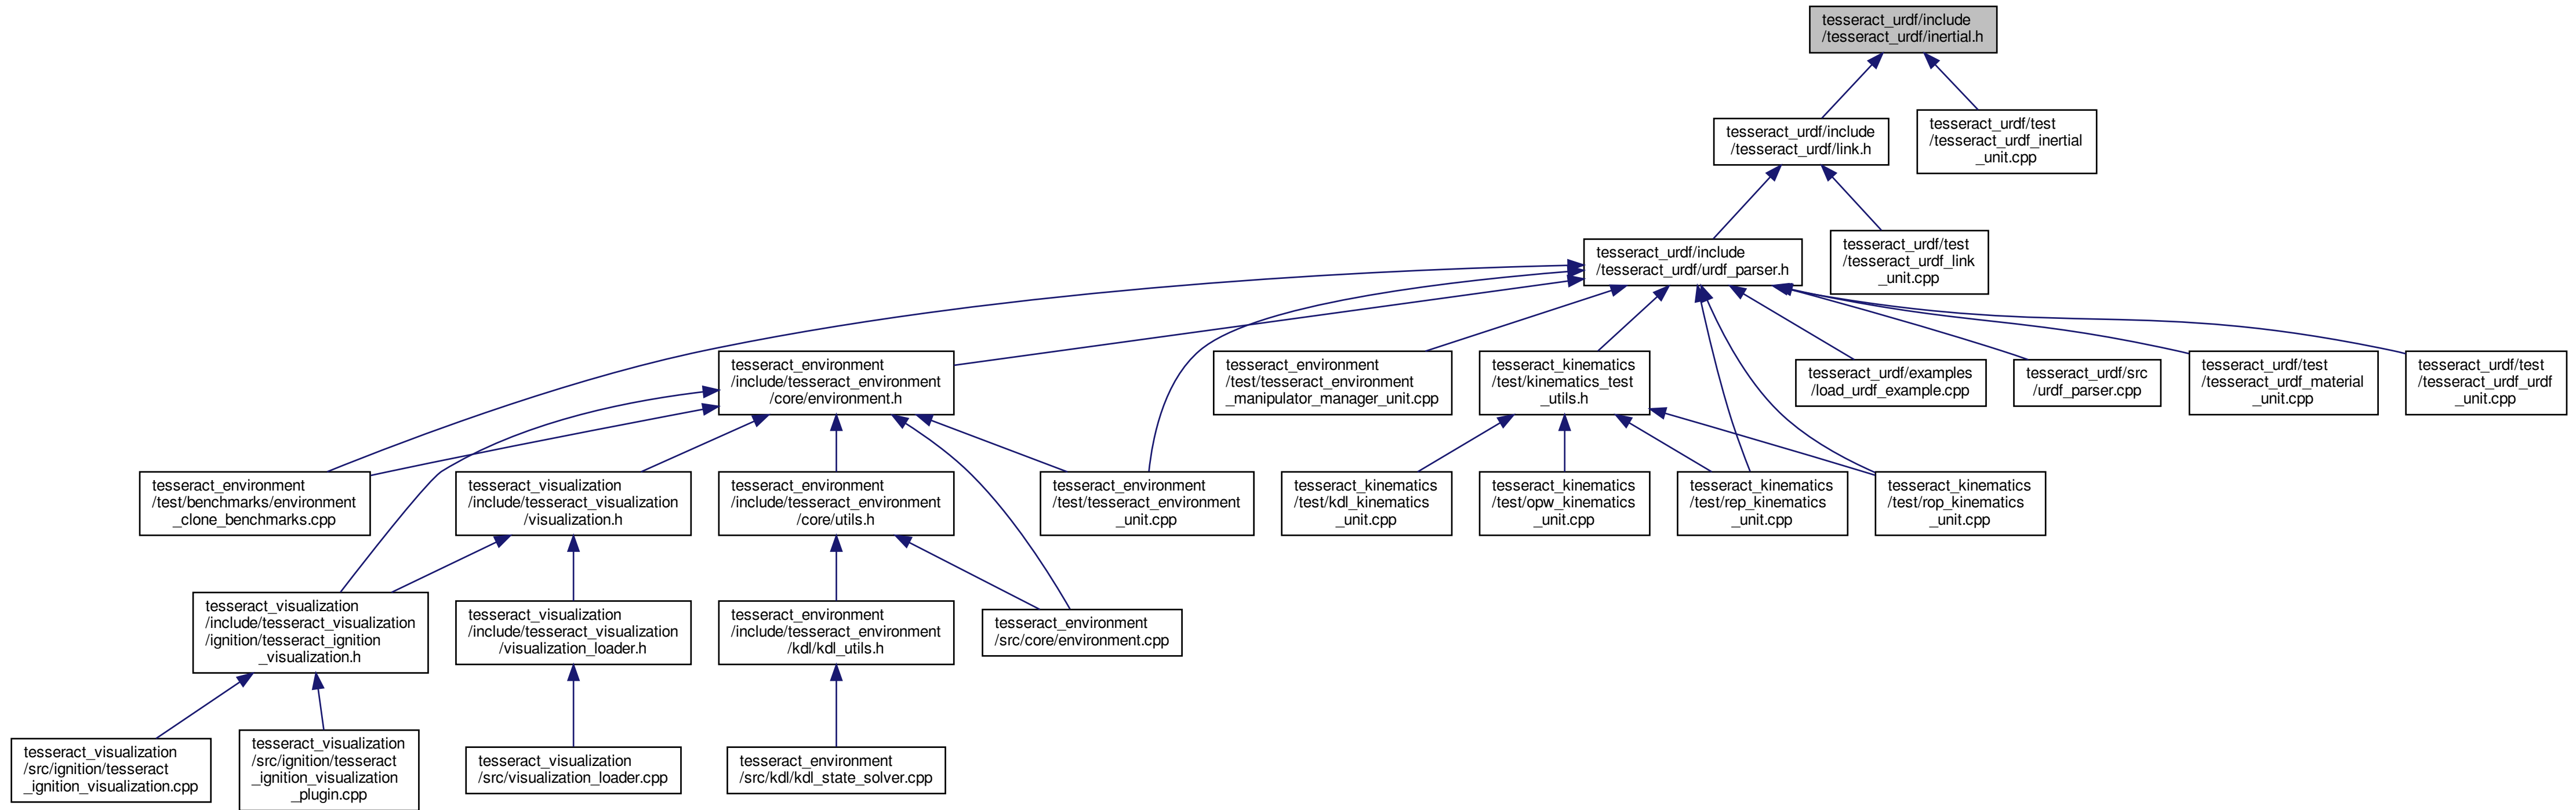 tesseract_urdf/include
/tesseract_urdf/inertial.h
tesseract_urdf/include
/tesseract_urdf/link.h
tesseract_urdf/test
/tesseract_urdf_inertial
_unit.cpp
tesseract_urdf/include
/tesseract_urdf/urdf_parser.h
tesseract_urdf/test
/tesseract_urdf_link
_unit.cpp
tesseract_environment
/include/tesseract_environment
/core/environment.h
tesseract_environment
/test/tesseract_environment
_manipulator_manager_unit.cpp
tesseract_kinematics
/test/kinematics_test
_utils.h
tesseract_urdf/examples
/load_urdf_example.cpp
tesseract_urdf/src
/urdf_parser.cpp
tesseract_urdf/test
/tesseract_urdf_material
_unit.cpp
tesseract_urdf/test
/tesseract_urdf_urdf
_unit.cpp
tesseract_environment
/test/benchmarks/environment
_clone_benchmarks.cpp
tesseract_visualization
/include/tesseract_visualization
/visualization.h
tesseract_environment
/include/tesseract_environment
/core/utils.h
tesseract_environment
/test/tesseract_environment
_unit.cpp
tesseract_kinematics
/test/kdl_kinematics
_unit.cpp
tesseract_kinematics
/test/opw_kinematics
_unit.cpp
tesseract_kinematics
/test/rep_kinematics
_unit.cpp
tesseract_kinematics
/test/rop_kinematics
_unit.cpp
tesseract_visualization
/include/tesseract_visualization
/ignition/tesseract_ignition
_visualization.h
tesseract_visualization
/include/tesseract_visualization
/visualization_loader.h
tesseract_environment
/include/tesseract_environment
/kdl/kdl_utils.h
tesseract_environment
/src/core/environment.cpp
tesseract_visualization
/src/ignition/tesseract
_ignition_visualization.cpp
tesseract_visualization
/src/ignition/tesseract
_ignition_visualization
_plugin.cpp
tesseract_visualization
/src/visualization_loader.cpp
tesseract_environment
/src/kdl/kdl_state_solver.cpp